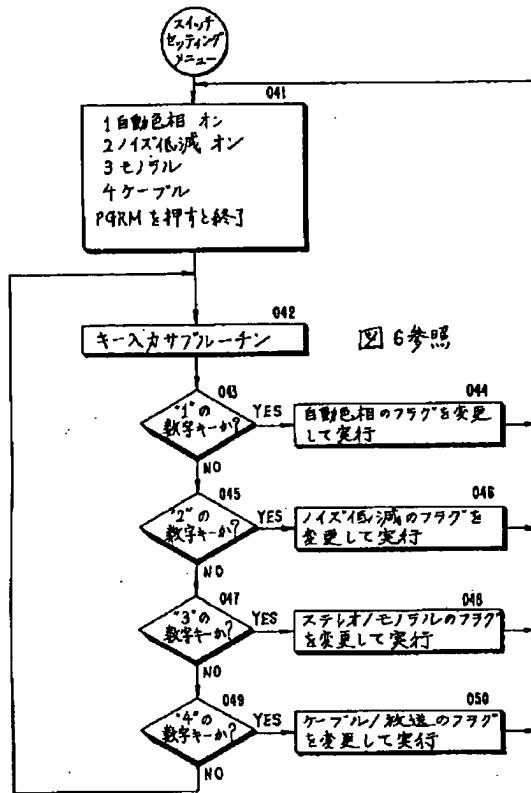 スイッチ
セッティング
メニュー
041
1 自動色相 オン
2 ノイズ低減 オン
3 モノラル
4 ケーブル
PGRM を押すと終了
042
キー入力サブルーチン
図 6参照
043
"1"の
数字キーか?
YES
044
自動色相のフラグを変更
して実行
NO
045
"2"の
数字キーか?
YES
046
ノイズ低減のフラグを
変更して実行
NO
047
"3"の
数字キーか?
YES
048
ステレオ/モノラルのフラグ
を変更して実行
NO
049
"4"の
数字キーか?
YES
050
ケーブル/放送のフラグ
を変更して実行
NO